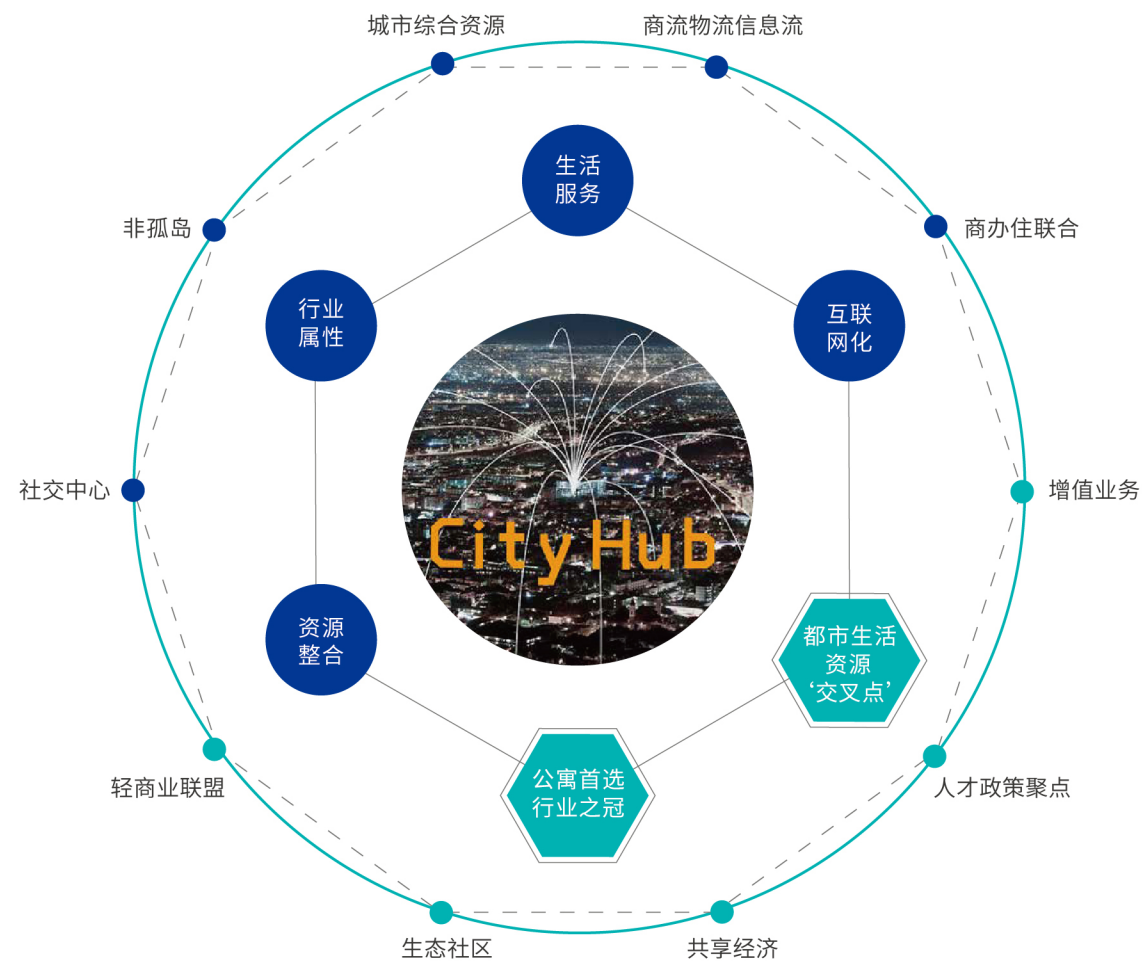 城市综合资源
商流物流信息流
生活
服务
非孤岛
商办住联合
行业
属性
互联
网化
社交中心
增值业务
City Hub
资源
整合
都市生活
资源
‘交叉点’
轻商业联盟
公寓首选
行业之冠
人才政策聚点
生态社区
共享经济